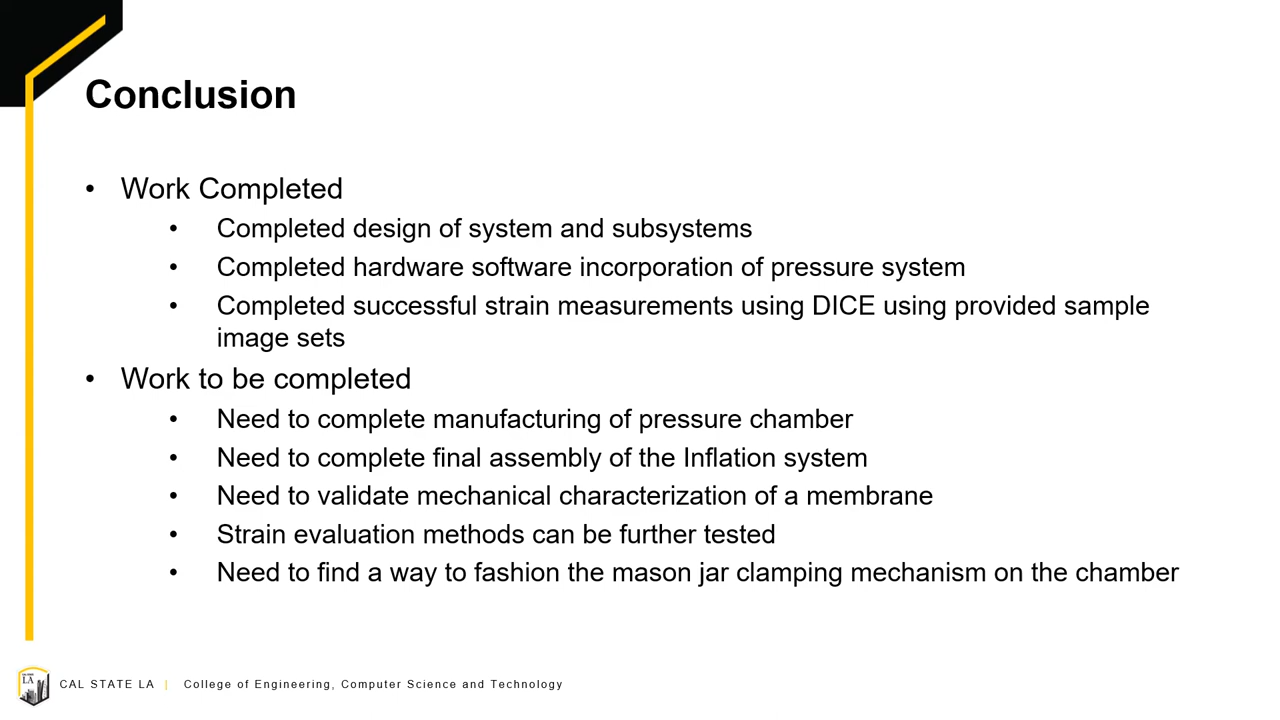 Conclusion
• Work Completed
• Completed design of system and subsystems
• Completed hardware software incorporation of pressure system
• Completed successful strain measurements using DICE using provided sample
image sets
• Work to be completed
• Need to complete manufacturing of pressure chamber
• Need to complete final assembly of the Inflation system
• Need to validate mechanical characterization of a membrane
• Strain evaluation methods can be further tested
• Need to find a way to fashion the mason jar clamping mechanism on the chamber
LA
CAL STATE LA | College of Engineering, Computer Science and Technology